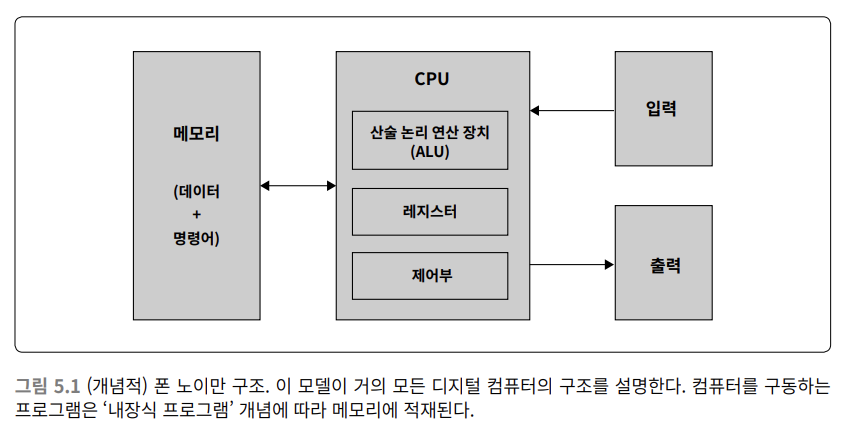 메모리
(데이터
+
명령어)
CPU
산술 논리 연산 장치
(ALU)
레지스터
제어부
입력
출력
그림 5.1 (개념적) 폰 노이만 구조. 이 모델이 거의 모든 디지털 컴퓨터의 구조를 설명한다. 컴퓨터를 구동하는
프로그램은 ‘내장식 프로그램’ 개념에 따라 메모리에 적재된다.